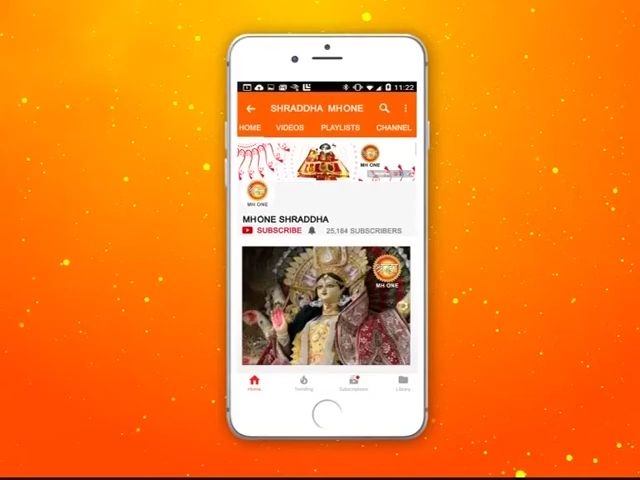 11:22
SHRADDHA MHONE
HOME VIDEOS PLAYLISTS CHANNEL
MH ONE
MH ONE
MHONE SHRADDHA
SUBSCRIBE 25,184 SUBSCRIBERS
MH ONE
Home Trending Subscriptions Library